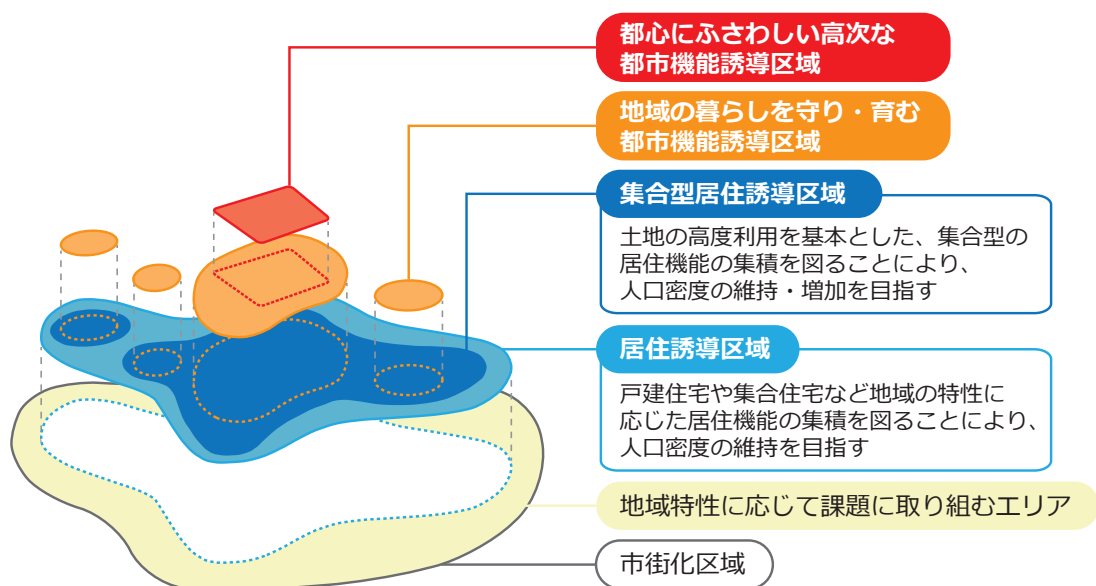 都心にふさわしい高次な
都市機能誘導区域
地域の暮らしを守り・育む
都市機能誘導区域
集合型居住誘導区域
土地の高度利用を基本とした、集合型の
居住機能の集積を図ることにより、
人口密度の維持・増加を目指す
居住誘導区域
戸建住宅や集合住宅など地域の特性に
応じた居住機能の集積を図ることにより、
人口密度の維持を目指す
地域特性に応じて課題に取り組むエリア
市街化区域